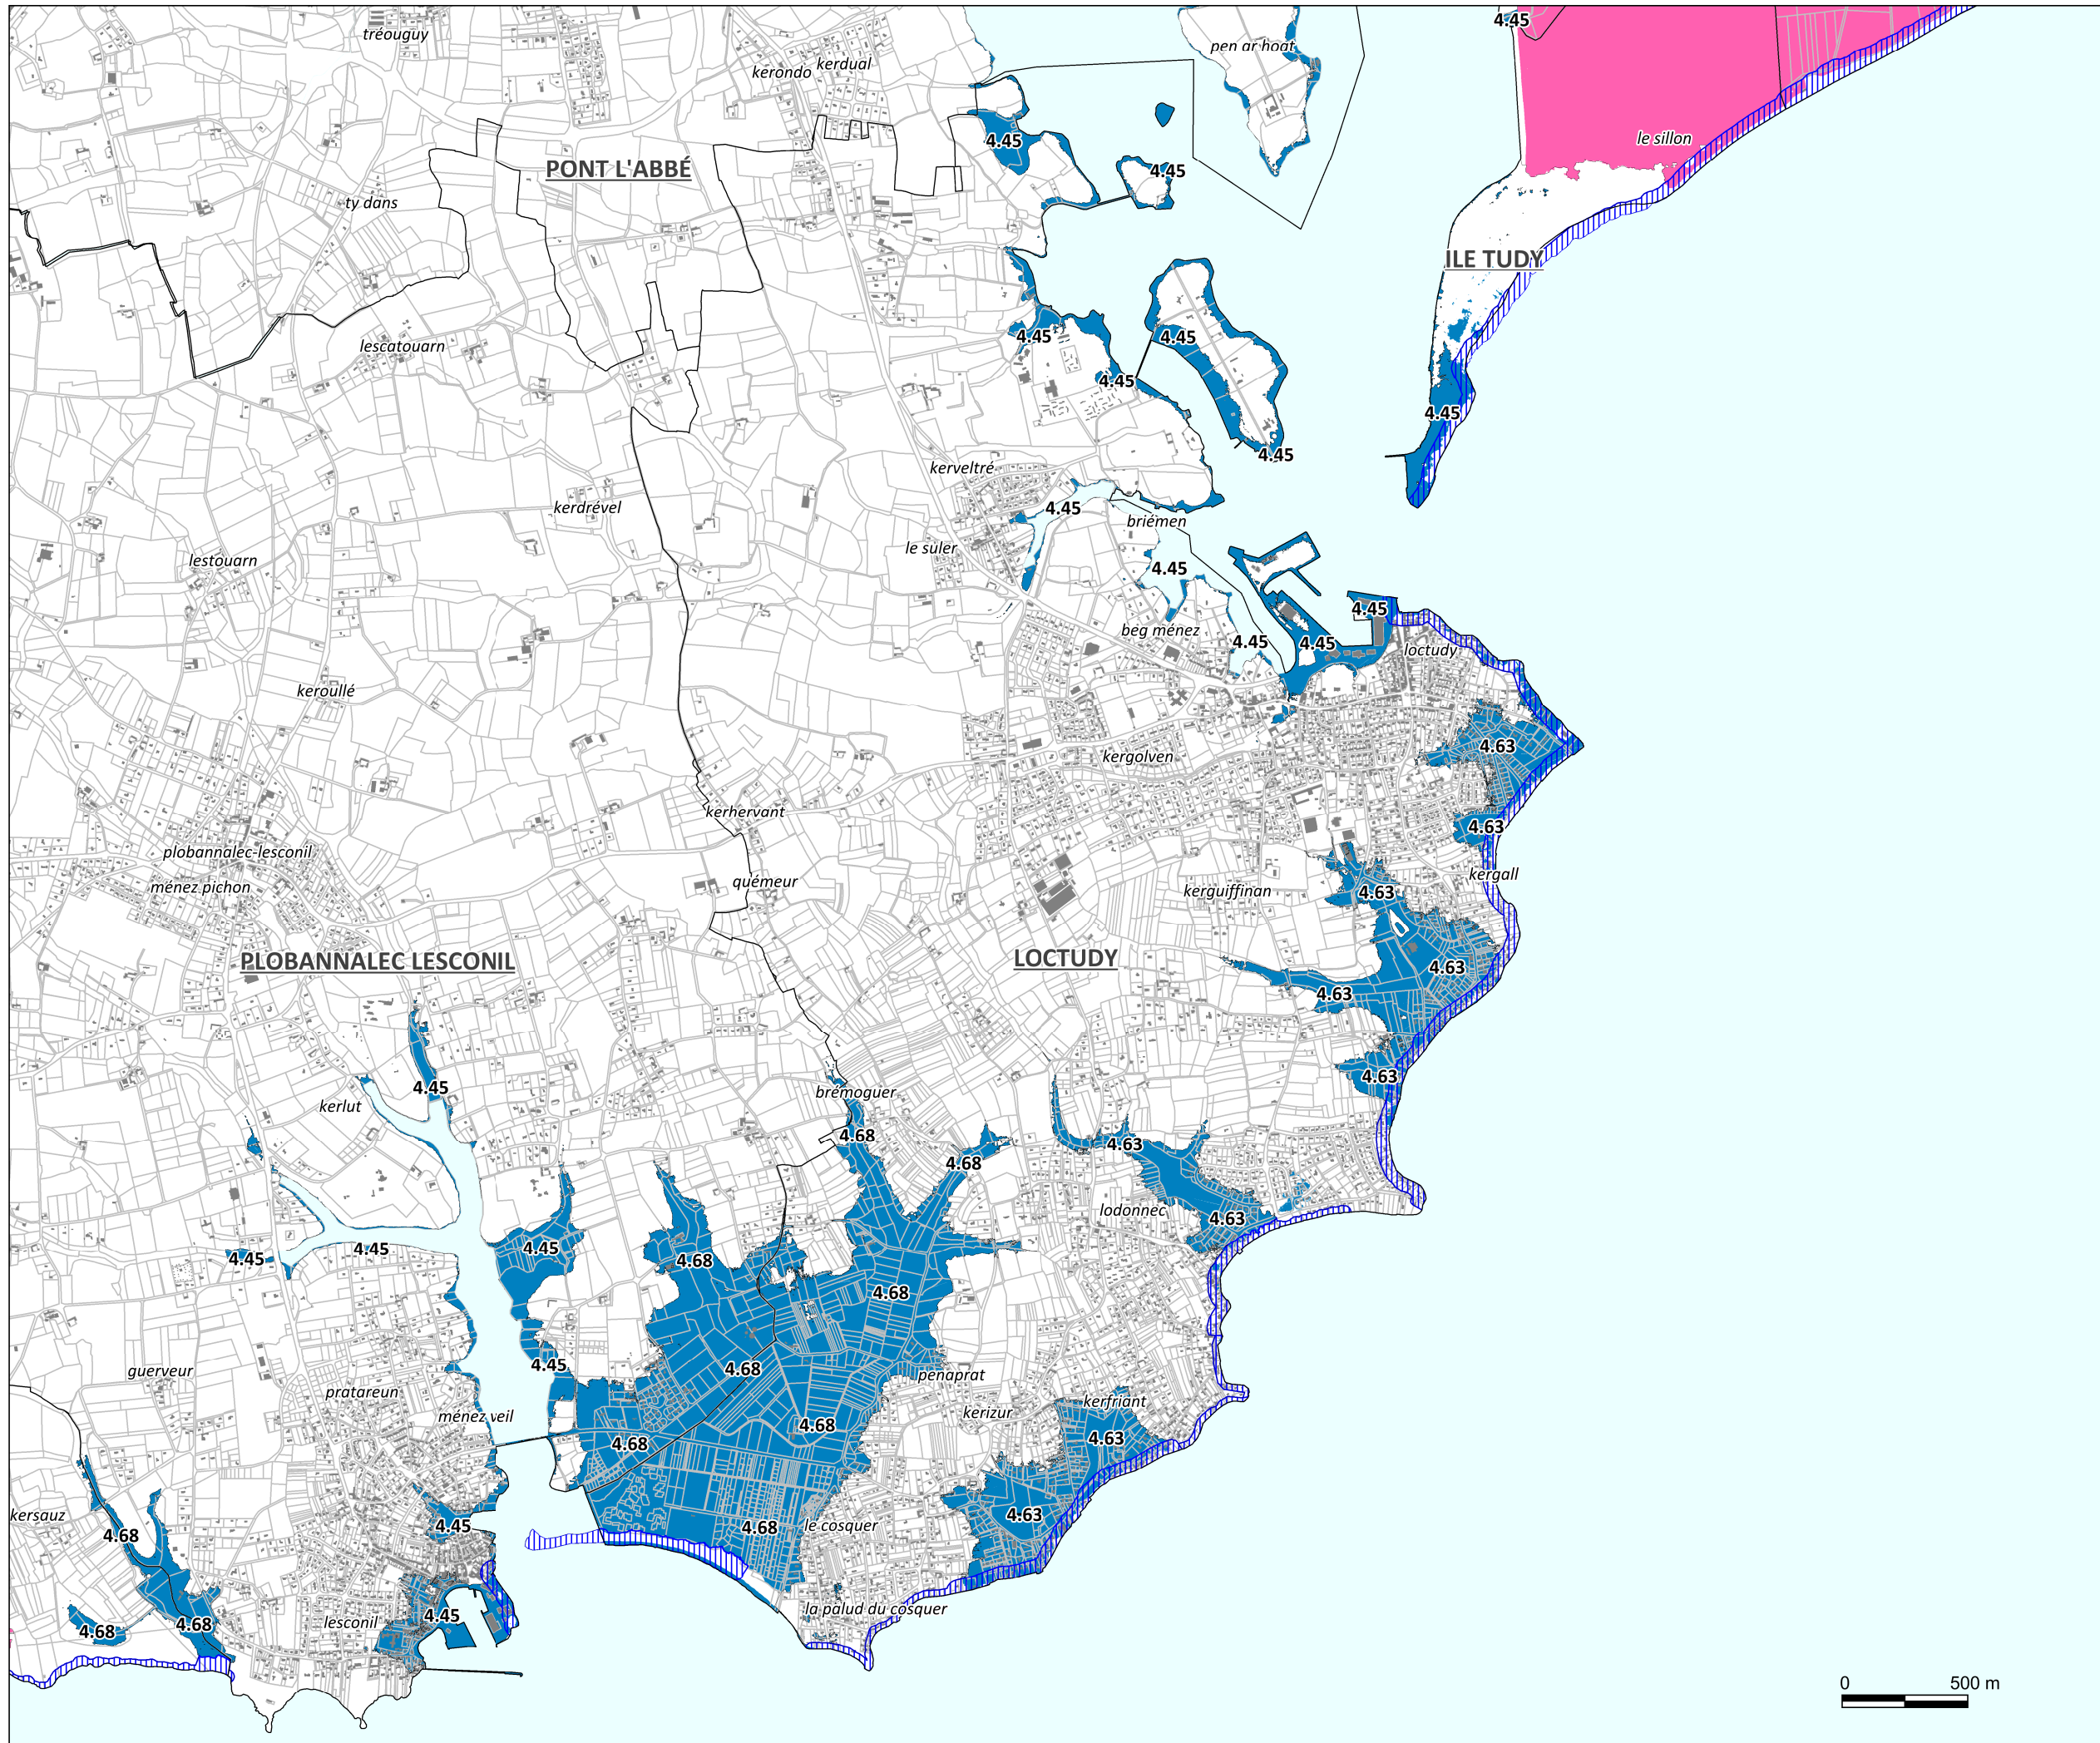 4.45
tréouguy
pen ar hoat
kerondo
kerdual
le sillon
4.45
PONT L'ABBÉ
4.45
ty dans
ILE TUDY
4.45
4.45
lescatouarn
4.45
4.45
4.45
kerveltré
kerdrével
4.45
briémen
le suler
lestouarn
4.45
4.45
beg ménez
4.45
4.45
loctudy
keroullé
4.63
kergolven
kerhervant
4.63
plobannalec-lesconil
kergall
quémeur
ménez pichon
kerguiffinan
4.63
PLOBANNALEC LESCONIL
LOCTUDY
4.63
4.63
4.63
4.45
brémoguer
kerlut
4.68
4.63
4.68
lodonnec
4.63
4.45
4.45
4.45
4.68
4.68
4.45
4.68
guerveur
penaprat
pratareun
kerfriant
kerizur
ménez veil
4.68
4.63
4.68
4.63
kersauz
4.45
le cosquer
4.68
4.68
la palud du cosquer
4.45
lesconil
4.68
4.68
0 500 m